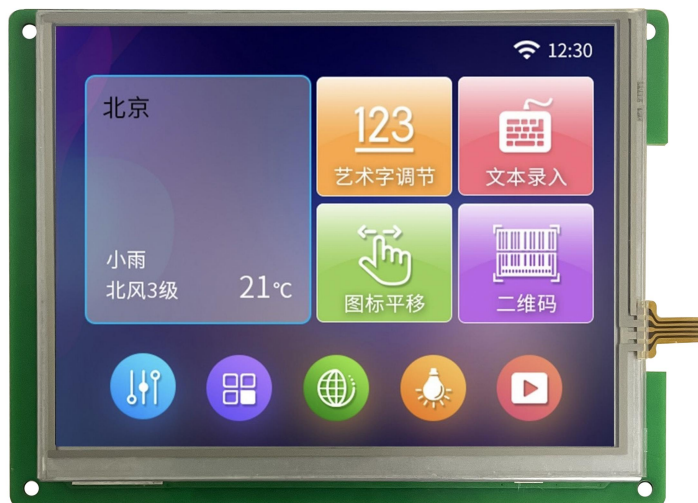 12:30
北京
小雨
北风3级
21℃
123
艺术字调节
文本录入
图标平移
二维码